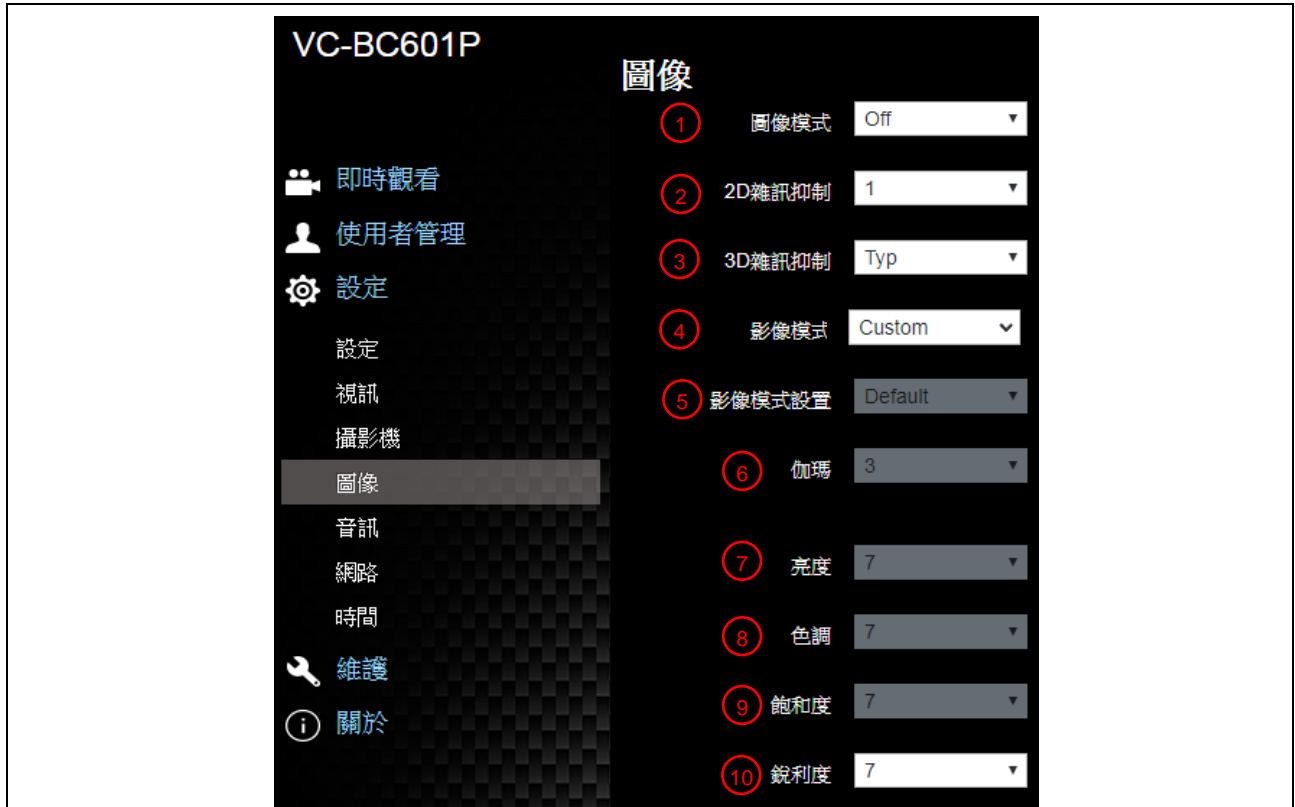 VC-BC601P
即時觀看
使用者管理
設定
設定
視訊
攝影機
圖像
音訊
網路
時間
維護
關於
圖像
1 圖像模式 Off
2 2D雜訊抑制 1
3 3D雜訊抑制 Typ
4 影像模式 Custom
5 影像模式設置 Default
6 伽瑪 3
7 亮度 7
8 色調 7
9 飽和度 7
10 銳利度 7